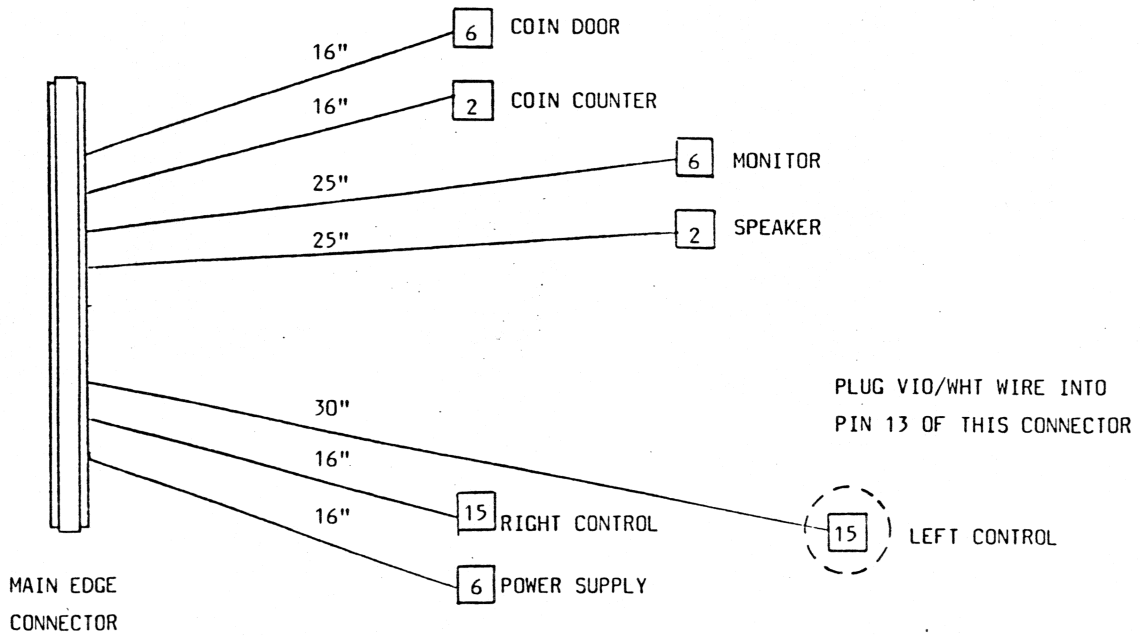 16" 6 COIN DOOR
16" 2 COIN COUNTER
25" 6 MONITOR
25" 2 SPEAKER
30"
PLUG VIO/WHT WIRE INTO
PIN 13 OF THIS CONNECTOR
16" 15 RIGHT CONTROL
15 LEFT CONTROL
16" 6 POWER SUPPLY
MAIN EDGE
CONNECTOR